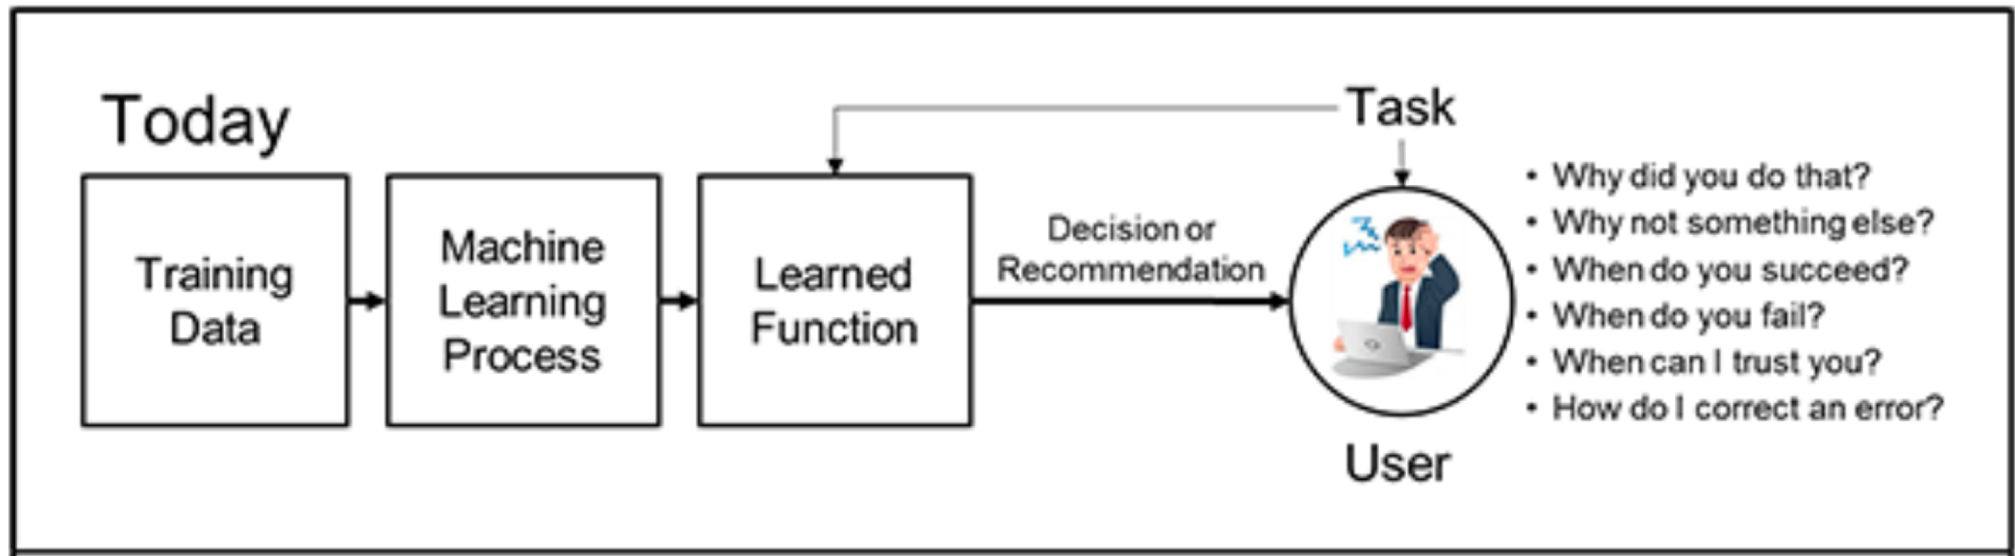 Today
Task
Training
Data
Machine
Learning
Process
Learned
Function
Decision or
Recommendation
• Why did you do that?
• Why not something else?
• When do you succeed?
• When do you fail?
• When can I trust you?
• How do I correct an error?
User